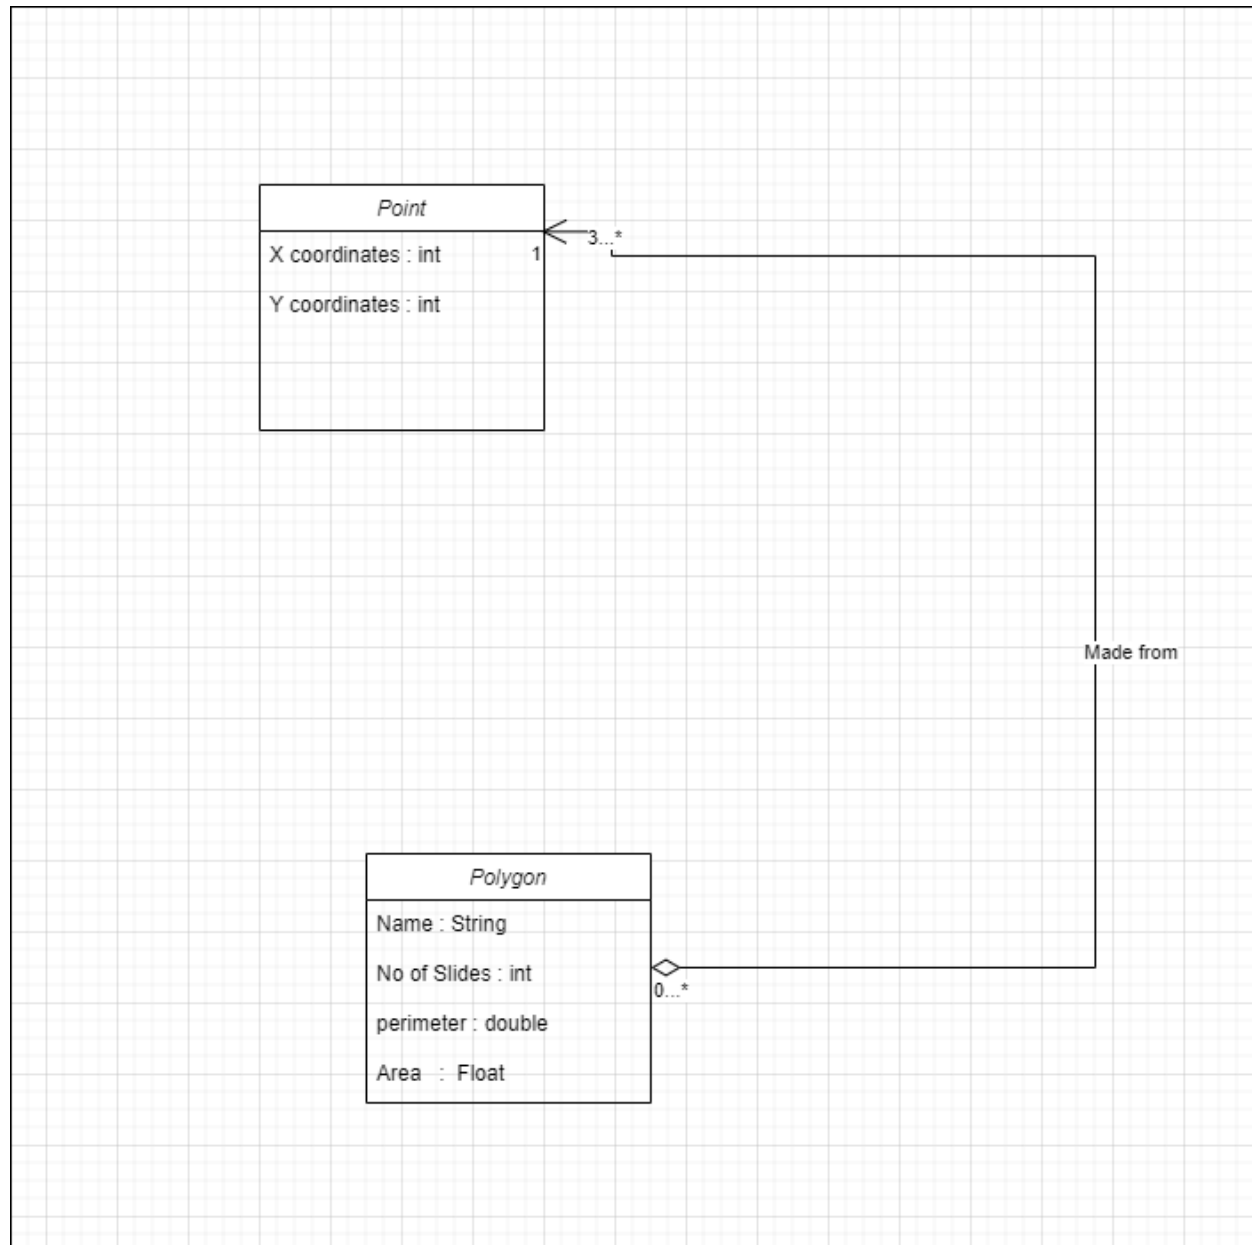 Point
3...*
X coordinates : int
1
Y coordinates : int
Made from
Polygon
Name : String
No of Slides : int
0...*
perimeter : double
Area : Float